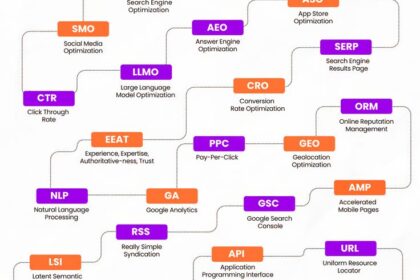 Search Engine
Optimization
ASO
App Store
Optimization
SMO
Social Media
Optimization
AEO
Answer Engine
Optimization
SERP
Search Engine
Results Page
LLMO
Large Language
Model Optimization
CRO
Conversion
Rate Optimization
CTR
Click Through
Rate
ORM
Online Reputation
Management
EEAT
Experience, Expertise,
Authoritative-ness, Trust
PPC
Pay-Per-Click
GEO
Geolocation
Optimization
NLP
Natural Language
Processing
GA
Google Analytics
GSC
Google Search
Console
AMP
Accelerated
Mobile Pages
RSS
Really Simple
Syndication
LSI
Latent Semantic
API
Application
Programming Interface
URL
Uniform Resource
Locator